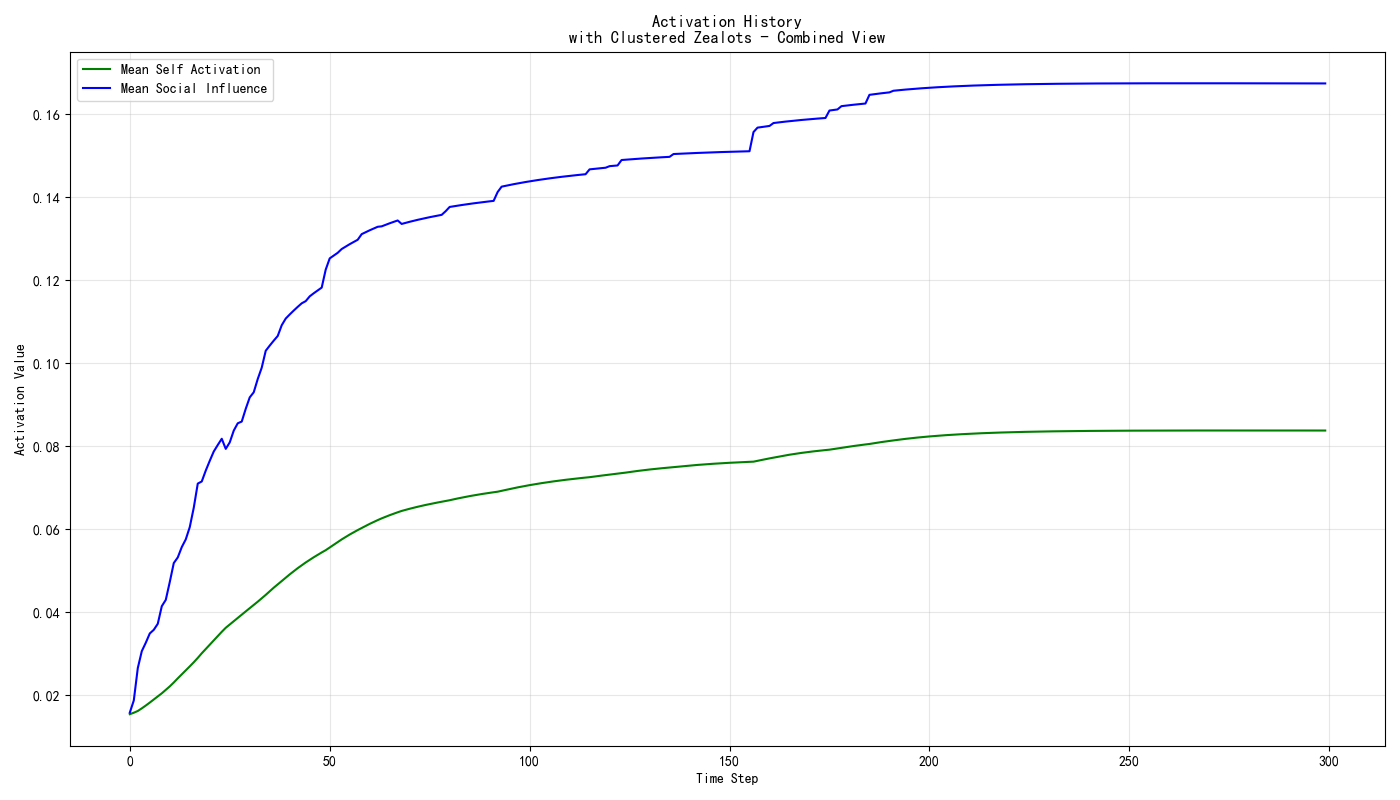 Activation History
with Clustered Zealots - Combined View
Mean Self Activation
Mean Social Influence
Activation Value
0.16
0.14
0.12
0.10
0.08
0.06
0.04
0.02
0
50
100
150
200
250
300
Time Step